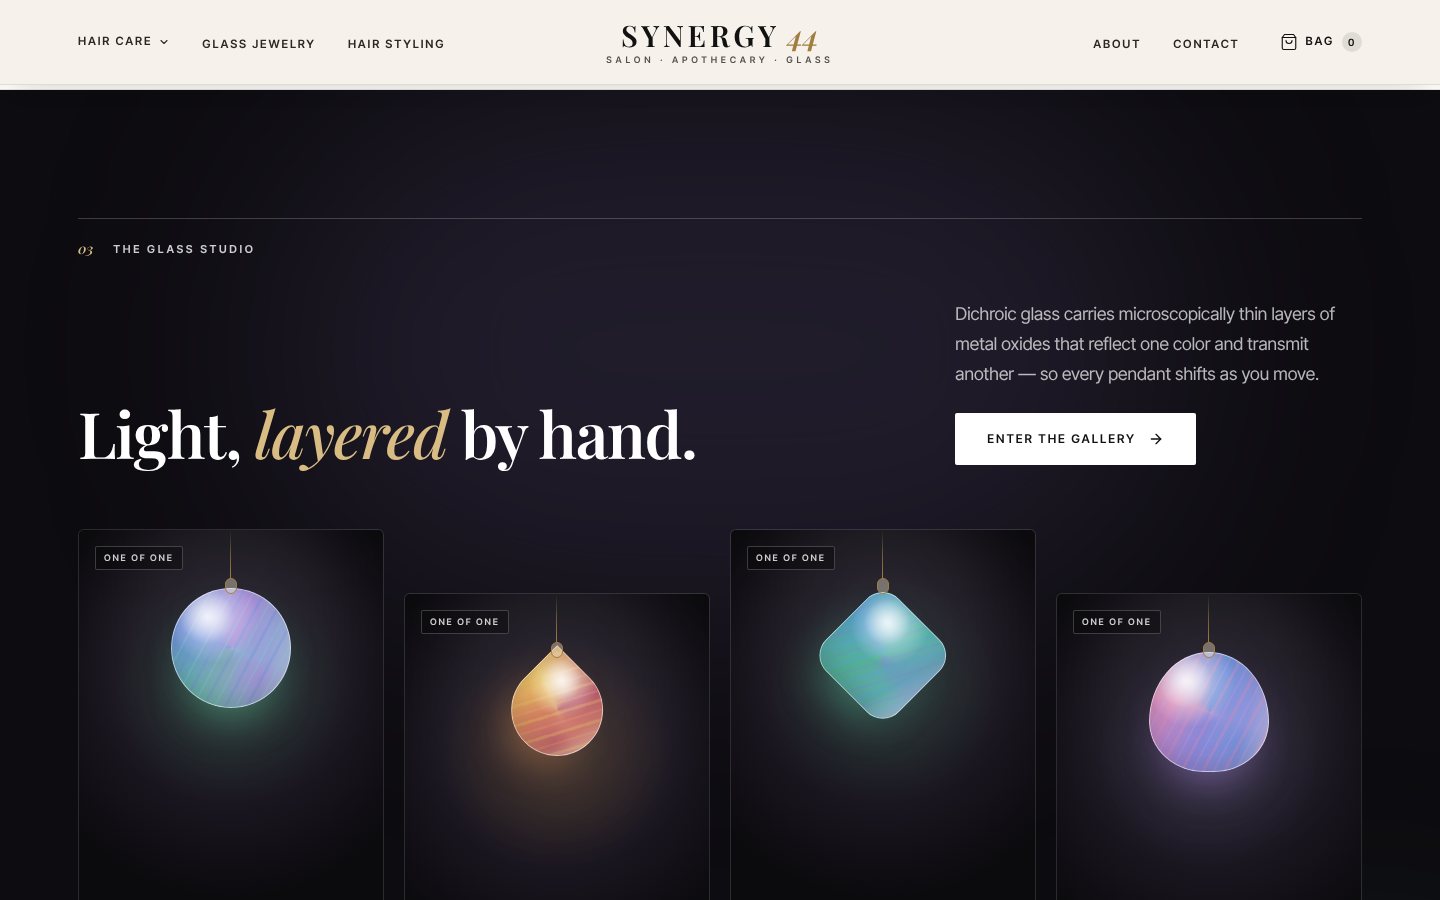 HAIR CARE
GLASS JEWELRY
HAIR STYLING
SYNERGY 44
SALON · APOTHECARY · GLASS
ABOUT
CONTACT
BAG 0
03 THE GLASS STUDIO
Dichroic glass carries microscopically thin layers of
metal oxides that reflect one color and transmit
another — so every pendant shifts as you move.
Light, layered by hand.
ENTER THE GALLERY
ONE OF ONE
ONE OF ONE
ONE OF ONE
ONE OF ONE